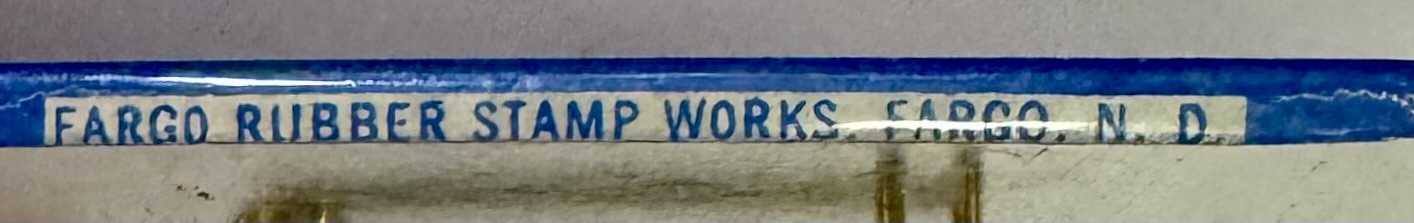 FARGO RUBBER STAMP WORKS, FARGO, N. D.